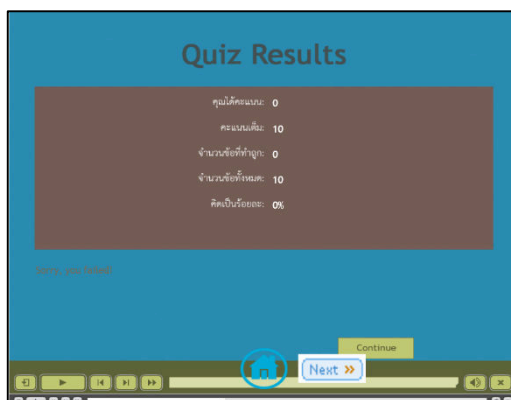 Quiz Results
คุณได้คะแนน: 0
คะแนนเต็ม: 10
จำนวนข้อที่ทำถูก: 0
จำนวนข้อทั้งหมด: 10
คิดเป็นร้อยละ: 0%
Sorry, you failed!
Continue
Next »